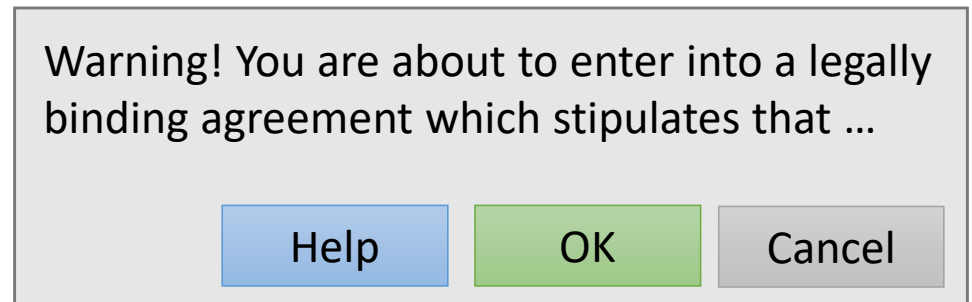 Warning! You are about to enter into a legally
binding agreement which stipulates that ...
Help OK Cancel